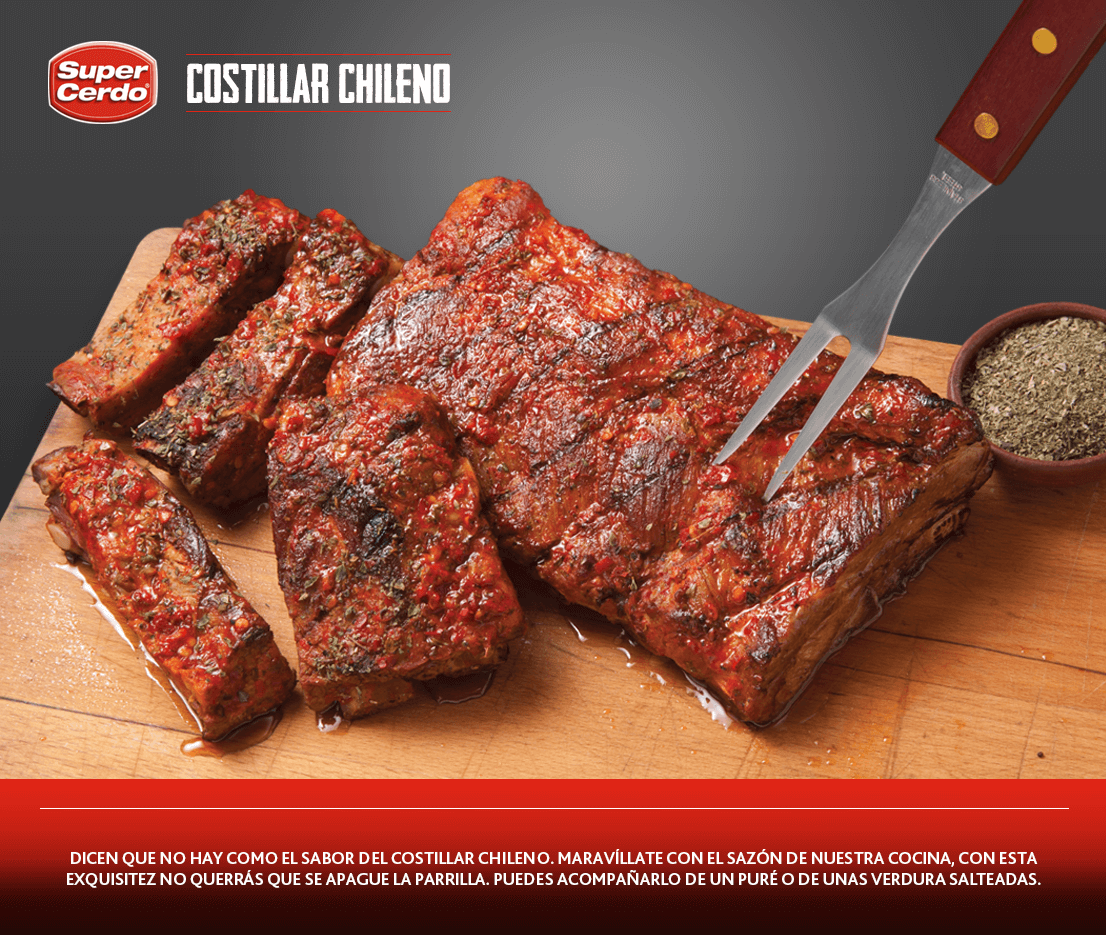 Super
Cerdo®
COSTILLAR CHILENO
DICEN QUE NO HAY COMO EL SABOR DEL COSTILLAR CHILENO. MARAVÍLLATE CON EL SAZÓN DE NUESTRA COCINA, CON ESTA
EXQUISITEZ NO QUERRÁS QUE SE APAGUE LA PARRILLA. PUEDES ACOMPAÑARLO DE UN PURÉ O DE UNAS VERDURA SALTEADAS.